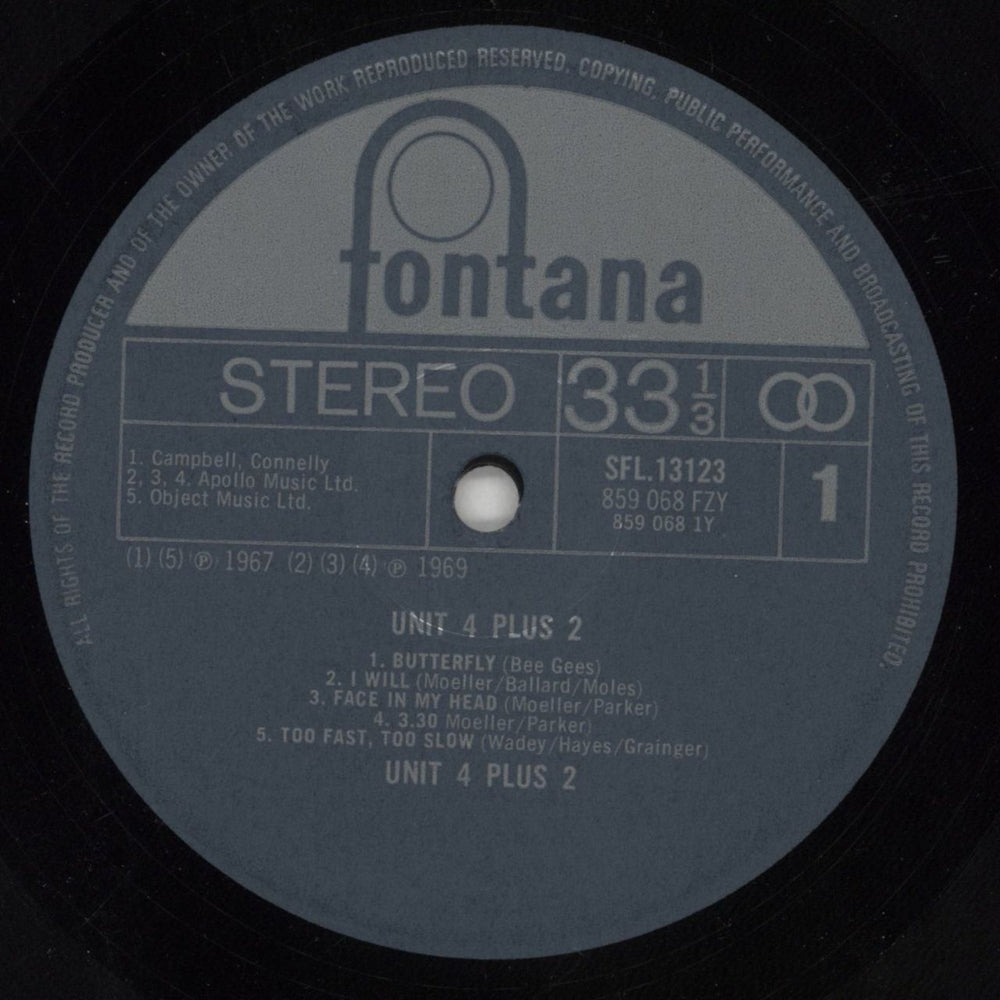 ALL RIGHTS OF THE RECORD PRODUCER AND OF THE OWNER OF THE WORK REPRODUCED RESERVED. COPYING, PUBLIC PERFORMANCE AND BROADCASTING OF THIS RECORD PROHIBITED.
fontana
STEREO 33 1/3
1. Campbell, Connelly
2, 3, 4. Apollo Music Ltd.
5. Object Music Ltd.
SFL.13123
859 068 FZY
859 068 1Y
1
(1) (5) ℗ 1967 (2) (3) (4) ℗ 1969
UNIT 4 PLUS 2
1. BUTTERFLY (Bee Gees)
2. I WILL (Moeller/Ballard/Moles)
3. FACE IN MY HEAD (Moeller/Parker)
4. 3.30 Moeller/Parker)
5. TOO FAST, TOO SLOW (Wadey/Hayes/Grainger)
UNIT 4 PLUS 2